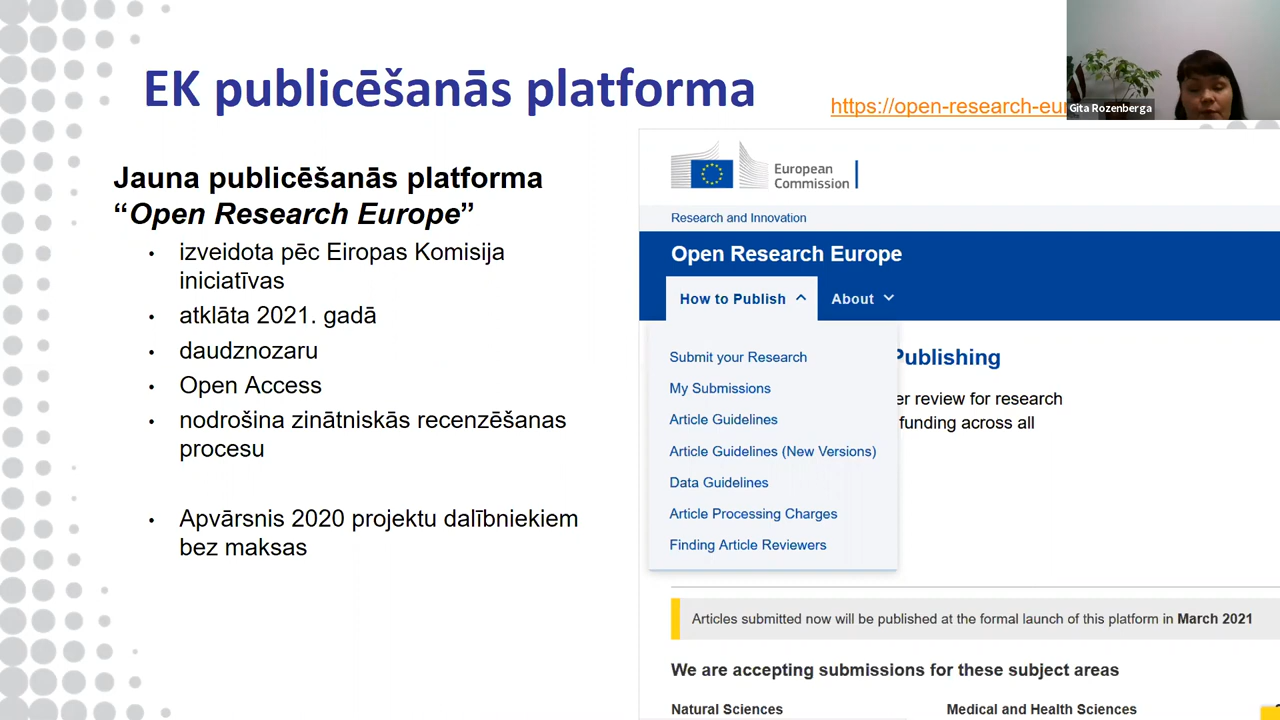 EK publicēšanās platforma
https://open-research-eu
Gita Rozenberga
Jauna publicēšanās platforma
“Open Research Europe”
• izveidota pēc Eiropas Komisija
iniciatīvas
• atklāta 2021. gadā
• daudznozaru
• Open Access
• nodrošina zinātniskās recenzēšanas
procesu
• Apvārsnis 2020 projektu dalībniekiem
bez maksas
European
Commission
Research and Innovation
Open Research Europe
How to Publish
About
Submit your Research
My Submissions
Article Guidelines
Article Guidelines (New Versions)
Data Guidelines
Article Processing Charges
Finding Article Reviewers
Publishing
er review for research
funding across all
Articles submitted now will be published at the formal launch of this platform in March 2021
We are accepting submissions for these subject areas
Natural Sciences
Medical and Health Sciences